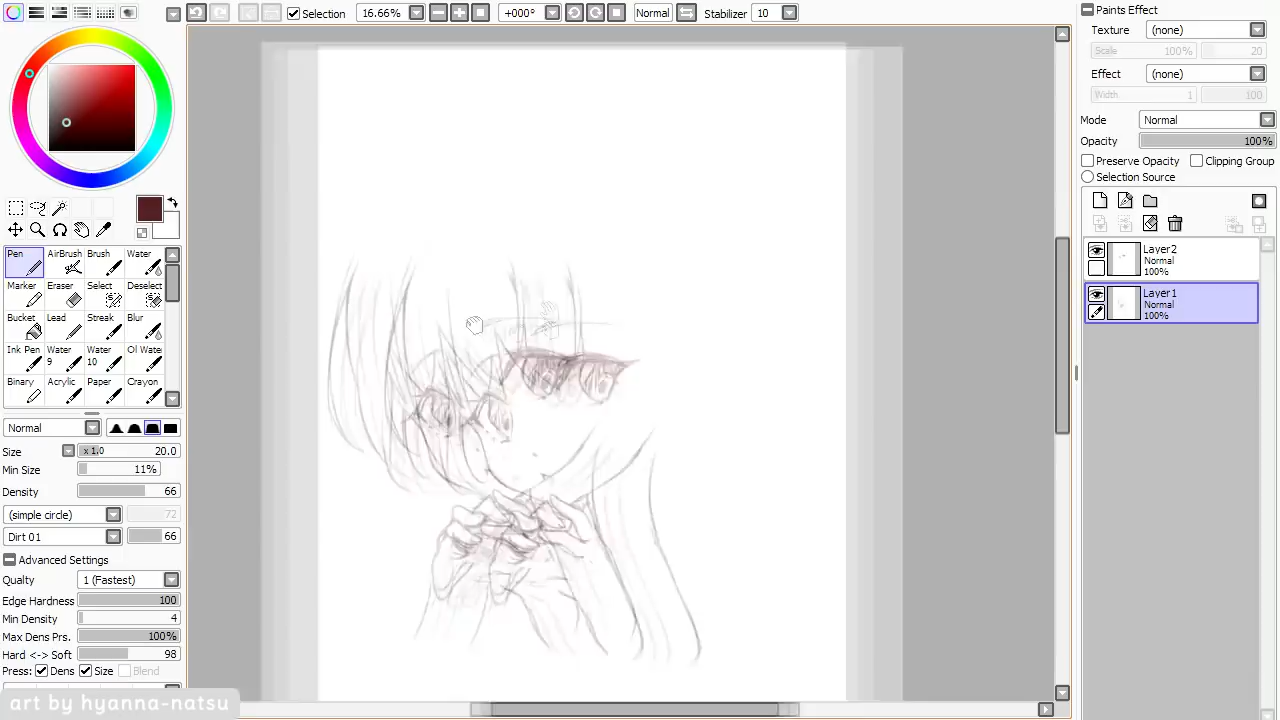 Selection 16.66% +000° Normal Stabilizer 10
Paints Effect
Texture (none)
Scale 100% 20
Effect (none)
Width 1 100
Mode Normal
Opacity 100%
Preserve Opacity Clipping Group
Selection Source
Layer2
Normal
100%
Layer1
Normal
100%
Pen AirBrush Brush Water
Marker Eraser Select Deselect
Bucket Lead Streak Blur
Ink Pen Water 9 Water 10 Oil Water
Binary Acrylic Paper Crayon
Normal
Size x 1.0 20.0
Min Size 11%
Density 66
(simple circle) 72
Dirt 01 66
Advanced Settings
Qualty 1 (Fastest)
Edge Hardness 100
Min Density 4
Max Dens Prs. 100%
Hard <-> Soft 98
Press: Dens Size Blend
art by hyanna-natsu